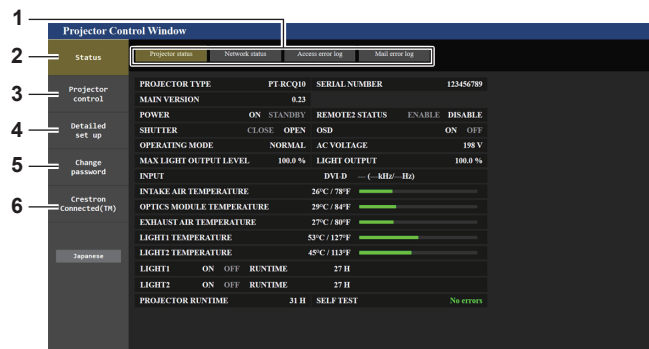 1
Projector Control Window
2
Status
Projector status Network status Access error log Mail error log
3
Projector
control
4
Detailed
set up
5
Change
password
6
Crestron
Connected(TM)
Japanese
PROJECTOR TYPE PT-RCQ10 SERIAL NUMBER 123456789
MAIN VERSION 0.23
POWER ON STANDBY REMOTE2 STATUS ENABLE DISABLE
SHUTTER CLOSE OPEN OSD ON OFF
OPERATING MODE NORMAL AC VOLTAGE 198 V
MAX LIGHT OUTPUT LEVEL 100.0 % LIGHT OUTPUT 100.0 %
INPUT DVI-D --- (---kHz/---Hz)
INTAKE AIR TEMPERATURE 26°C / 78°F
OPTICS MODULE TEMPERATURE 29°C / 84°F
EXHAUST AIR TEMPERATURE 27°C / 80°F
LIGHT1 TEMPERATURE 53°C / 127°F
LIGHT2 TEMPERATURE 45°C / 113°F
LIGHT1 ON OFF RUNTIME 27 H
LIGHT2 ON OFF RUNTIME 27 H
PROJECTOR RUNTIME 31 H SELF TEST No errors